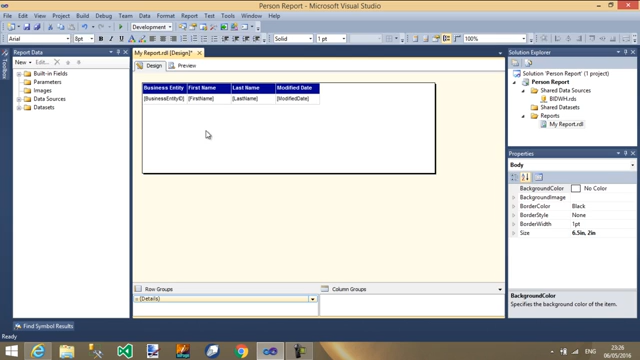 Person Report - Microsoft Visual Studio
File Edit View Project Build Debug Team Data Format Report Tools Test Window Help
Development
Arial 8pt Solid 1 pt 100%
Toolbox
Report Data
New Edit...
Built-in Fields
Parameters
Images
Data Sources
Datasets
My Report.rdl [Design]*
Design Preview
Business Entity First Name Last Name Modified Date
[BusinessEntityID] [FirstName] [LastName] [ModifiedDate]
Row Groups Column Groups
(Details)
Solution Explorer
Solution 'Person Report' (1 project)
Person Report
Shared Data Sources
BIDWH.rds
Shared Datasets
Reports
My Report.rdl
Properties
Body
BackgroundColor No Color
BackgroundImage
BorderColor Black
BorderStyle None
BorderWidth 1pt
Size 6.5in, 2in
BackgroundColor
Specifies the background color of the item.
Find Symbol Results
Ready
ENG
23:26
06/05/2016